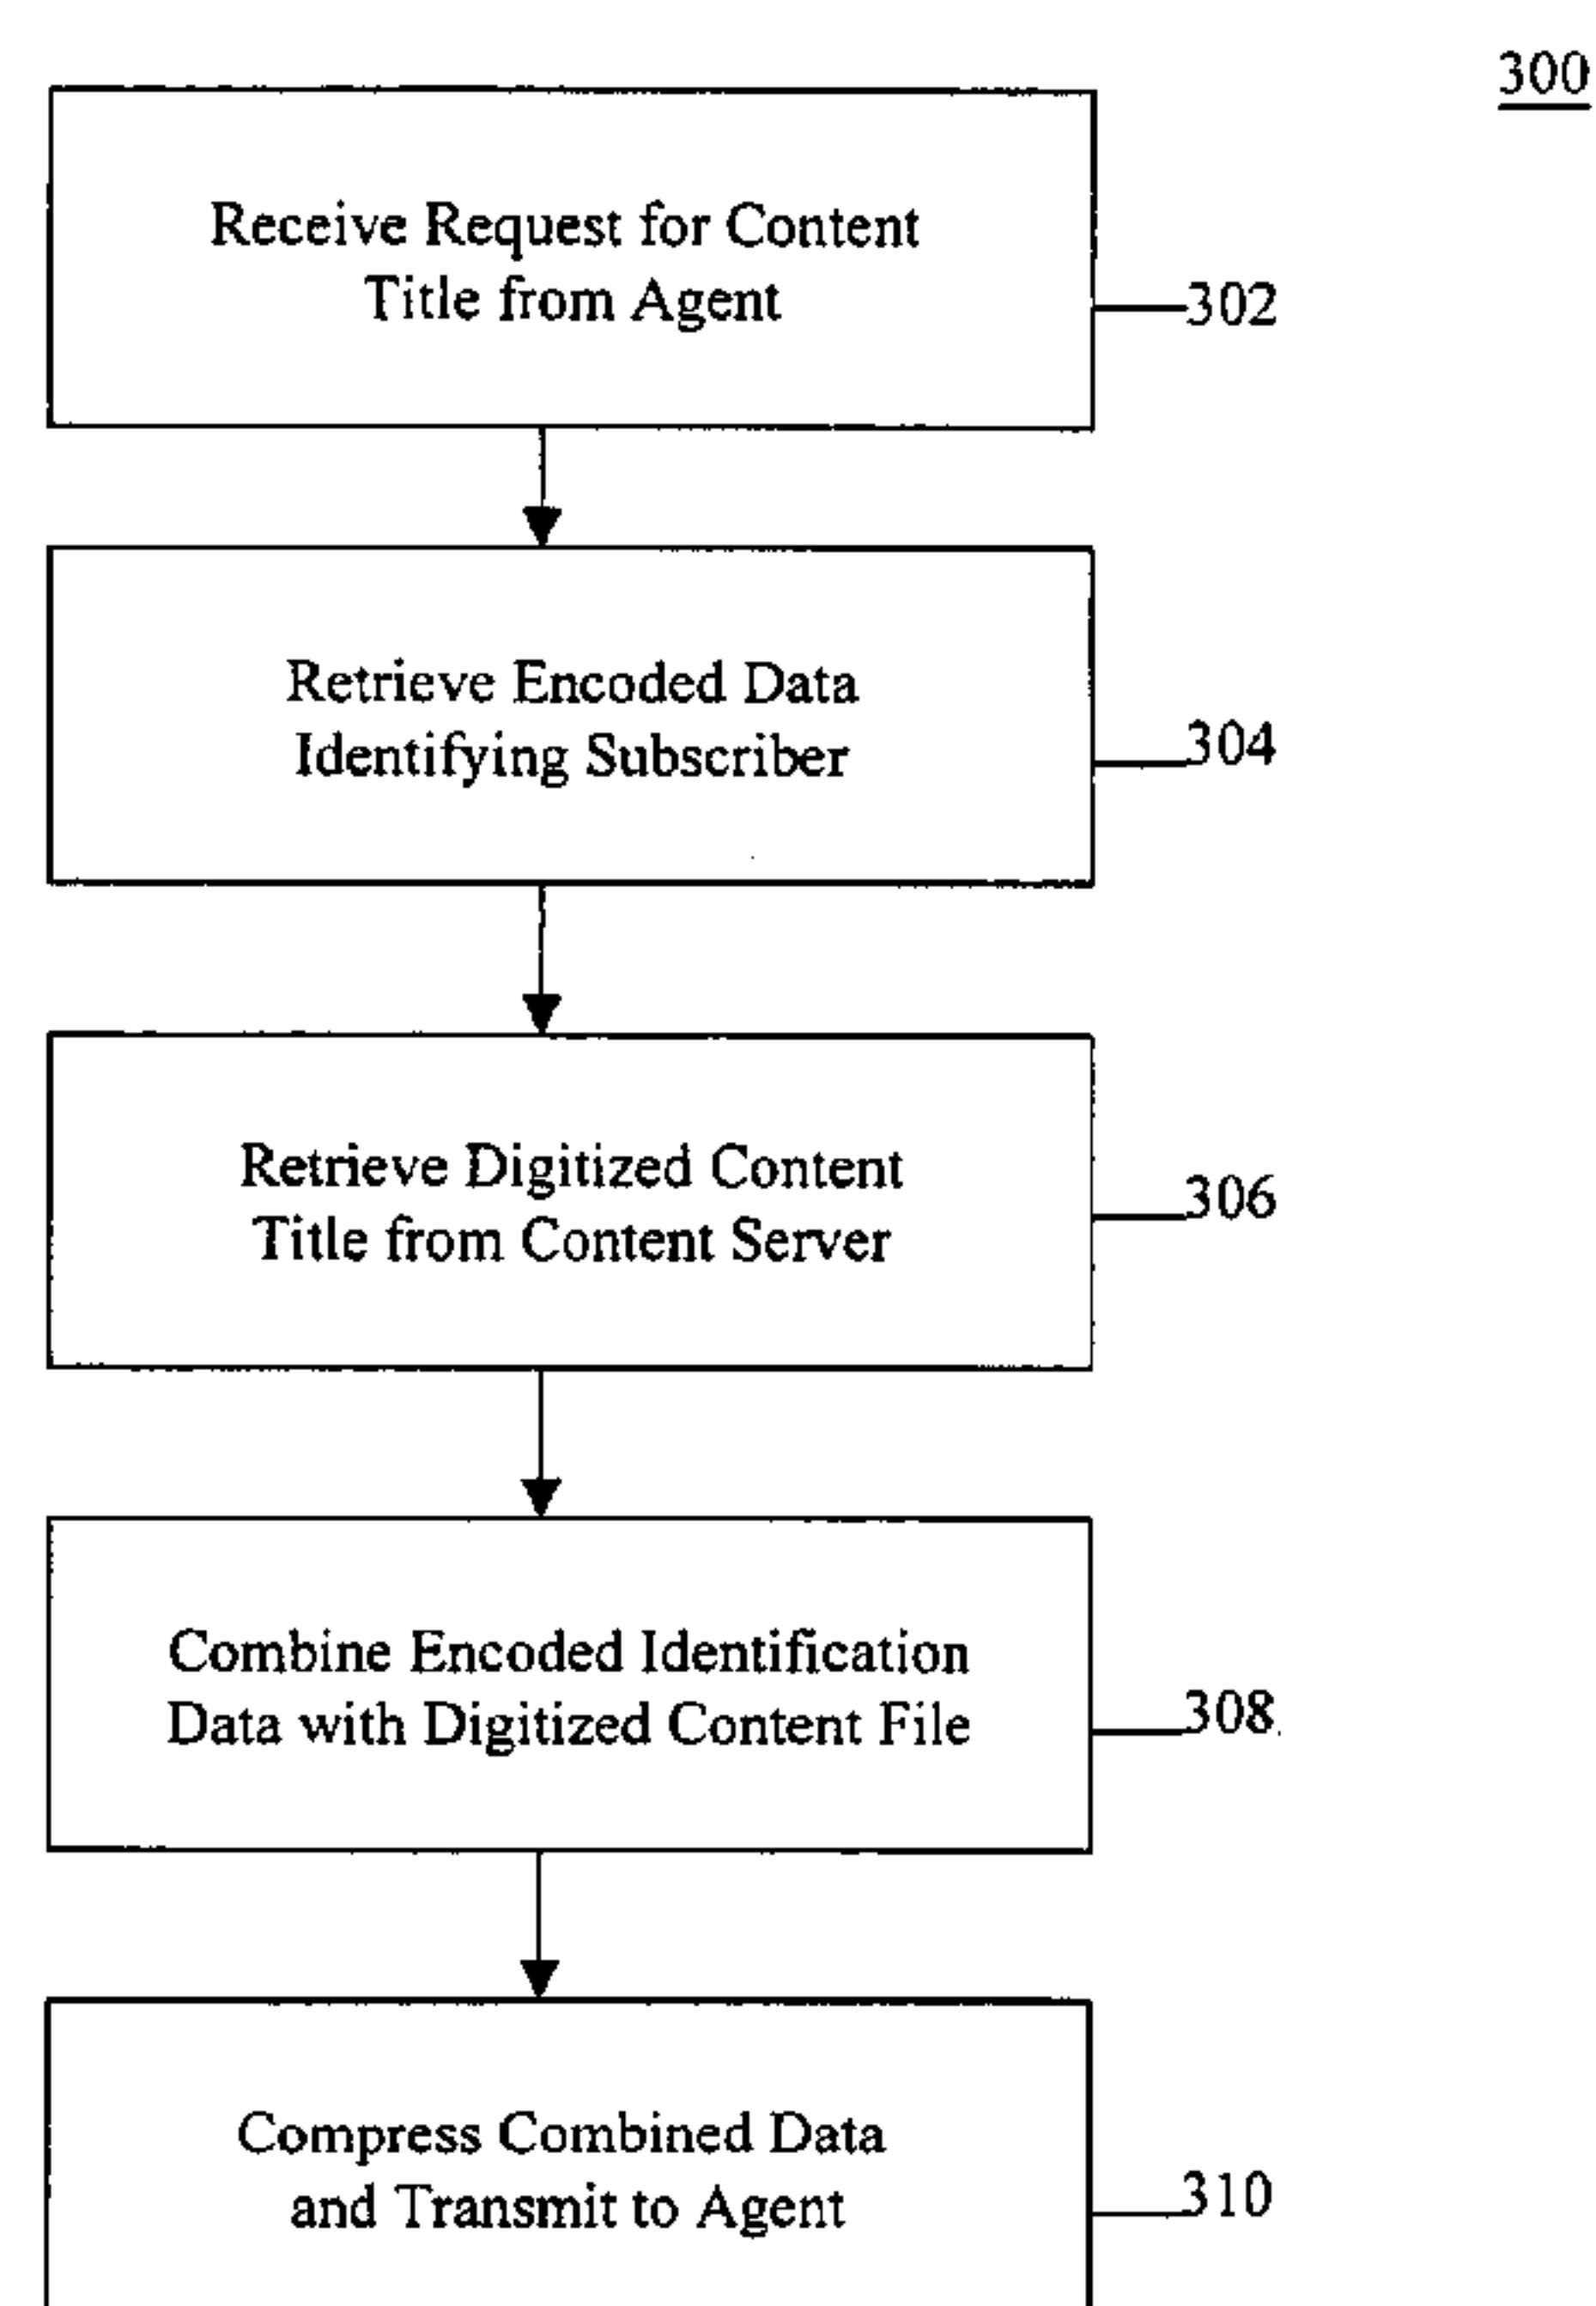 300
Receive Request for Content
Title from Agent
302
Retrieve Encoded Data
Identifying Subscriber
304
Retrieve Digitized Content
Title from Content Server
306
Combine Encoded Identification
Data with Digitized Content File
308
Compress Combined Data
and Transmit to Agent
310